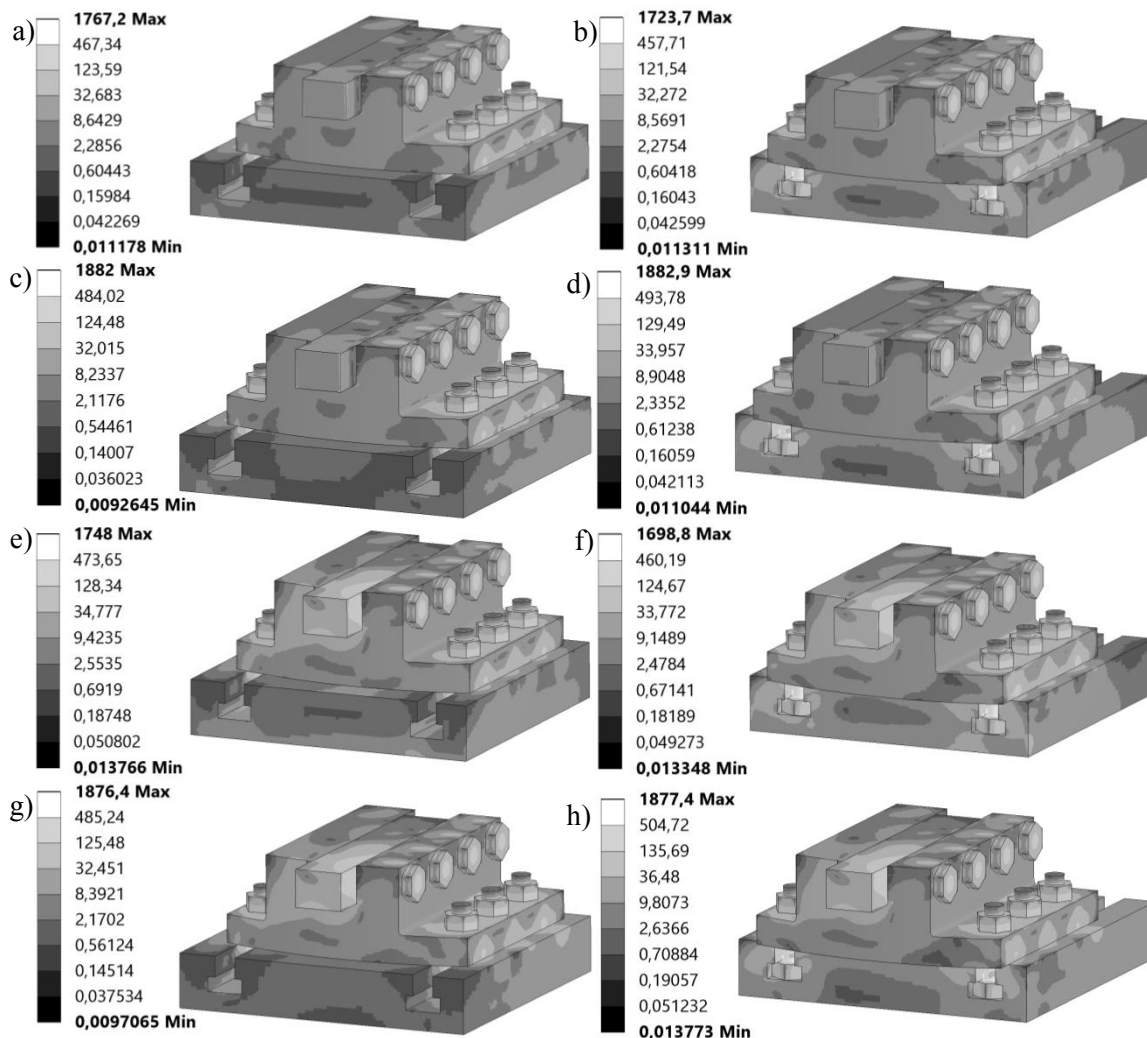 a)
1767,2 Max
467,34
123,59
32,683
8,6429
2,2856
0,60443
0,15984
0,042269
0,011178 Min
b)
1723,7 Max
457,71
121,54
32,272
8,5691
2,2754
0,60418
0,16043
0,042599
0,011311 Min
c)
1882 Max
484,02
124,48
32,015
8,2337
2,1176
0,54461
0,14007
0,036023
0,0092645 Min
d)
1882,9 Max
493,78
129,49
33,957
8,9048
2,3352
0,61238
0,16059
0,042113
0,011044 Min
e)
1748 Max
473,65
128,34
34,777
9,4235
2,5535
0,6919
0,18748
0,050802
0,013766 Min
f)
1698,8 Max
460,19
124,67
33,772
9,1489
2,4784
0,67141
0,18189
0,049273
0,013348 Min
g)
1876,4 Max
485,24
125,48
32,451
8,3921
2,1702
0,56124
0,14514
0,037534
0,0097065 Min
h)
1877,4 Max
504,72
135,69
36,48
9,8073
2,6366
0,70884
0,19057
0,051232
0,013773 Min